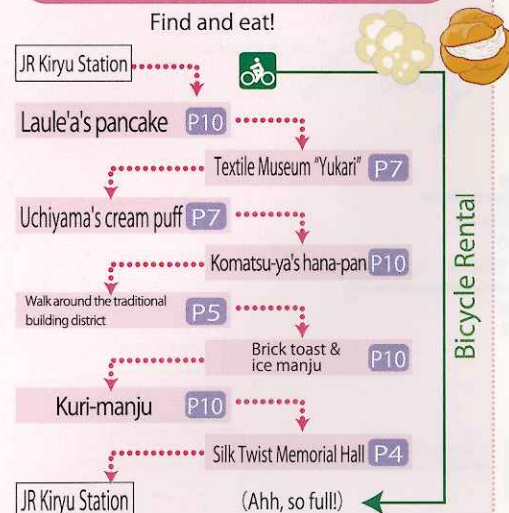 Find and eat!
JR Kiryu Station
Laule'a's pancake P10
Textile Museum "Yukari" P7
Uchiyama's cream puff P7
Komatsu-ya's hana-pan P10
Walk around the traditional
building district P5
Brick toast &
ice manju P10
Kuri-manju P10
Silk Twist Memorial Hall P4
JR Kiryu Station
(Ahh, so full!)
Bicycle Rental